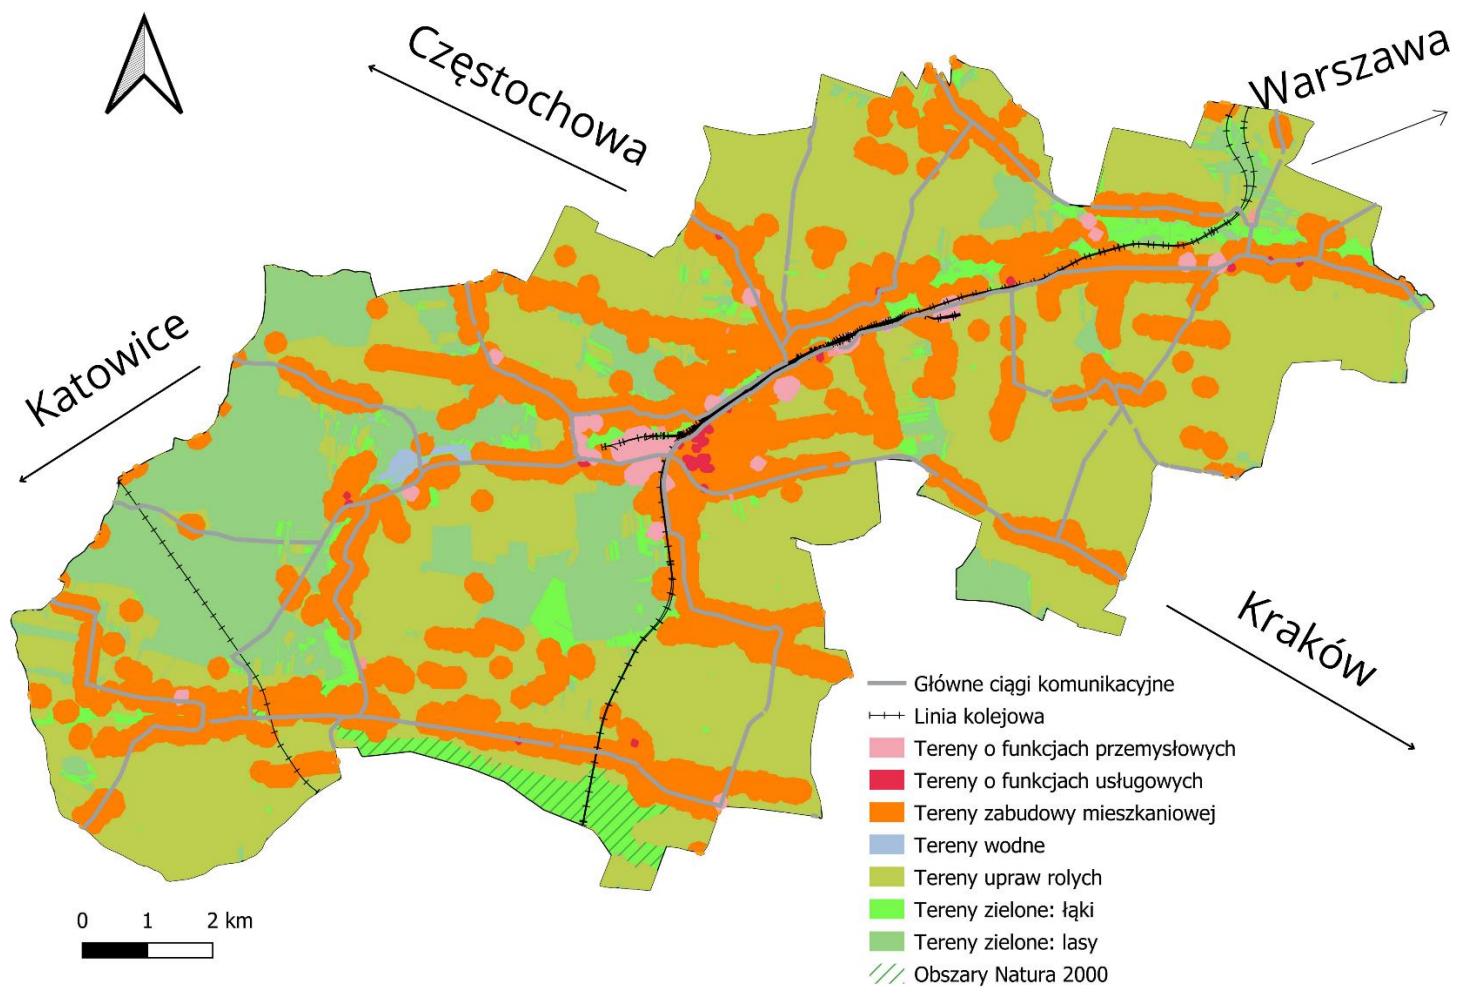 Częstochowa
Warszawa
Katowice
Kraków
Główne ciągi komunikacyjne
Linia kolejowa
Tereny o funkcjach przemysłowych
Tereny o funkcjach usługowych
Tereny zabudowy mieszkaniowej
Tereny wodne
Tereny upraw rolych
Tereny zielone: łąki
Tereny zielone: lasy
Obszary Natura 2000
0 1 2 km